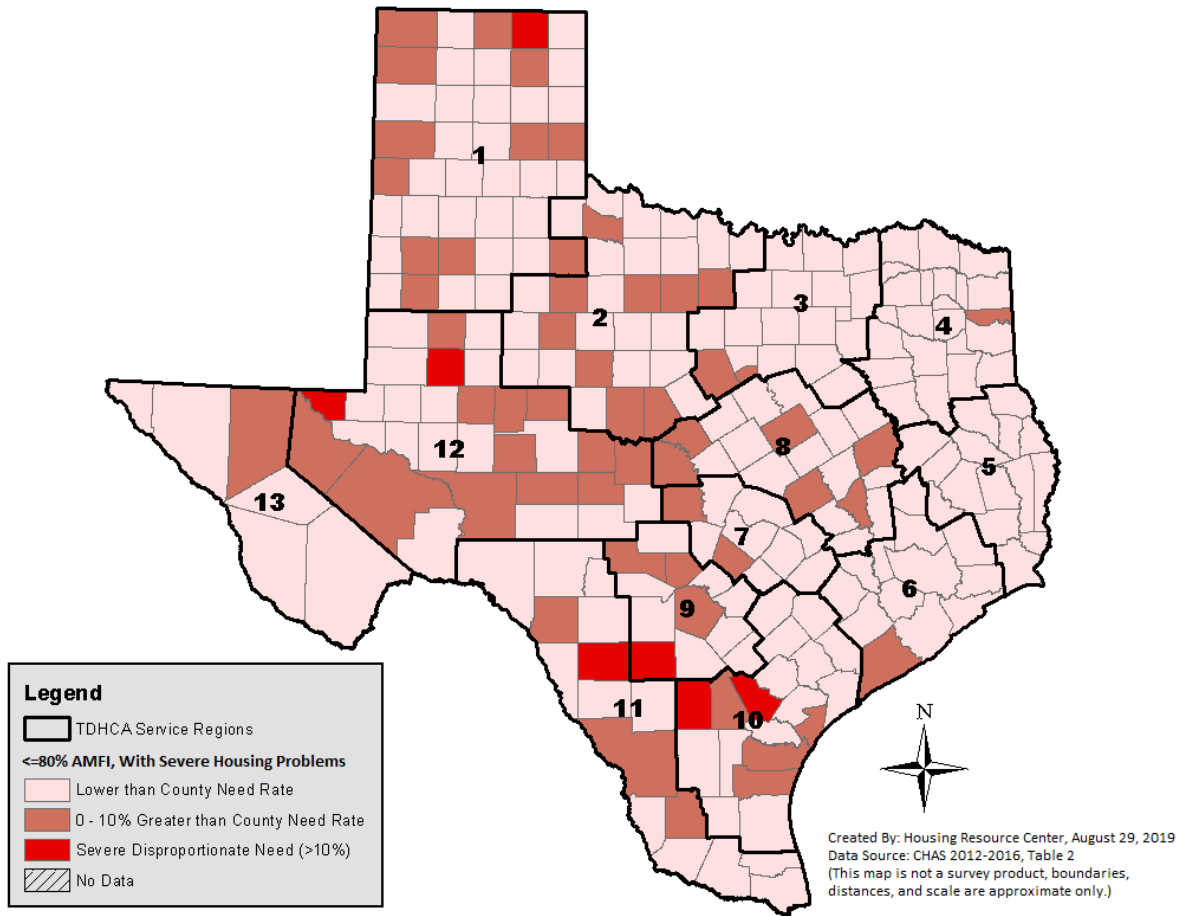 1
2
3
4
12
8
5
13
7
6
9
11
10
Legend
TDHCA Service Regions
<=80% AMFI, With Severe Housing Problems
Lower than County Need Rate
0 - 10% Greater than County Need Rate
Severe Disproportionate Need (>10%)
No Data
N
Created By: Housing Resource Center, August 29, 2019
Data Source: CHAS 2012-2016, Table 2
(This map is not a survey product, boundaries,
distances, and scale are approximate only.)